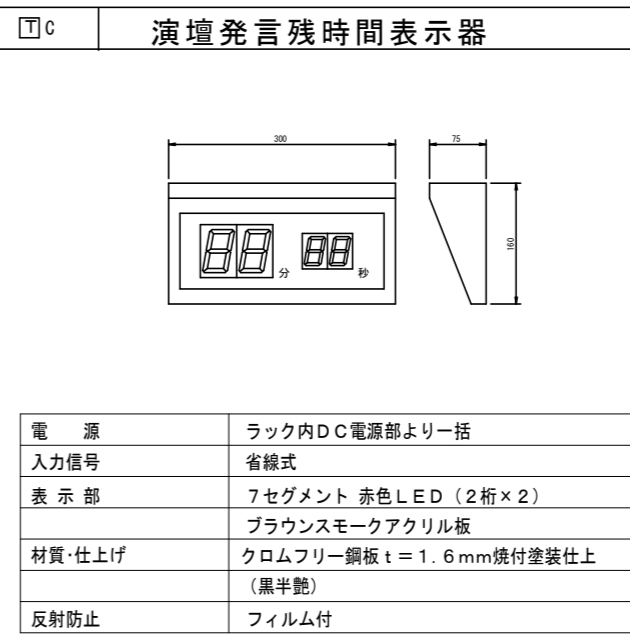 TC 演壇発言残時間表示器
300
75
88 分 88 秒
160
電 源 ラック内DC電源部より一括
入力信号 省線式
表 示 部 7セグメント 赤色LED(2桁×2)
ブラウンスモークアクリル板
材質・仕上げ クロムフリー鋼板t=1.6mm焼付塗装仕上
(黒半艶)
反射防止 フィルム付